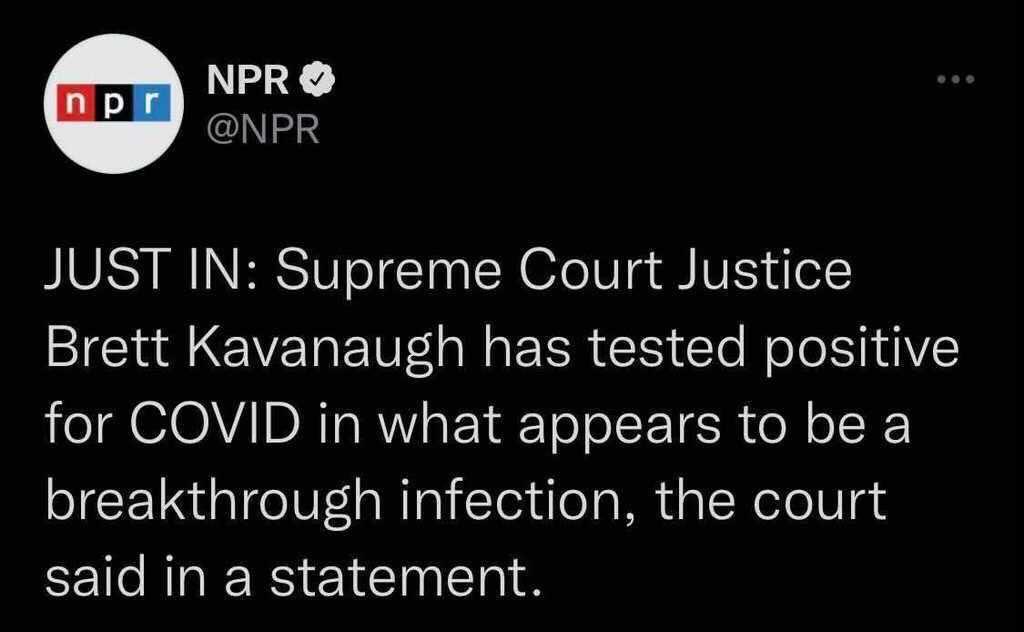 npr
NPR
@NPR
JUST IN: Supreme Court Justice
Brett Kavanaugh has tested positive
for COVID in what appears to be a
breakthrough infection, the court
said in a statement.